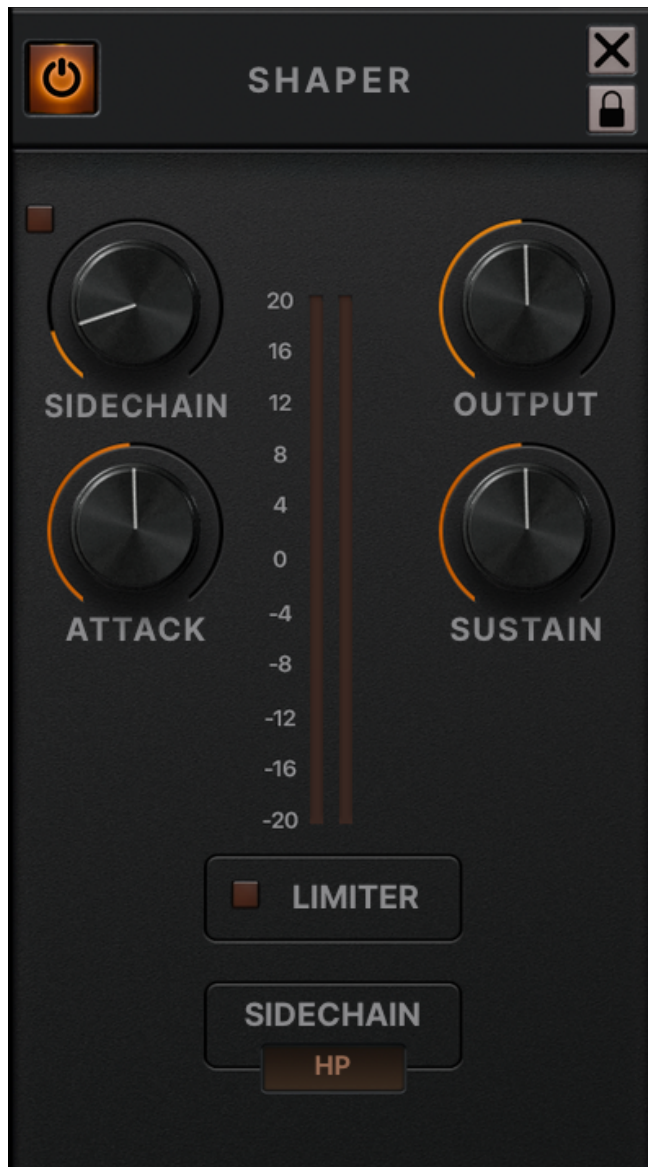 SHAPER
SIDECHAIN
OUTPUT
ATTACK
SUSTAIN
20
16
12
8
4
0
-4
-8
-12
-16
-20
LIMITER
SIDECHAIN
HP